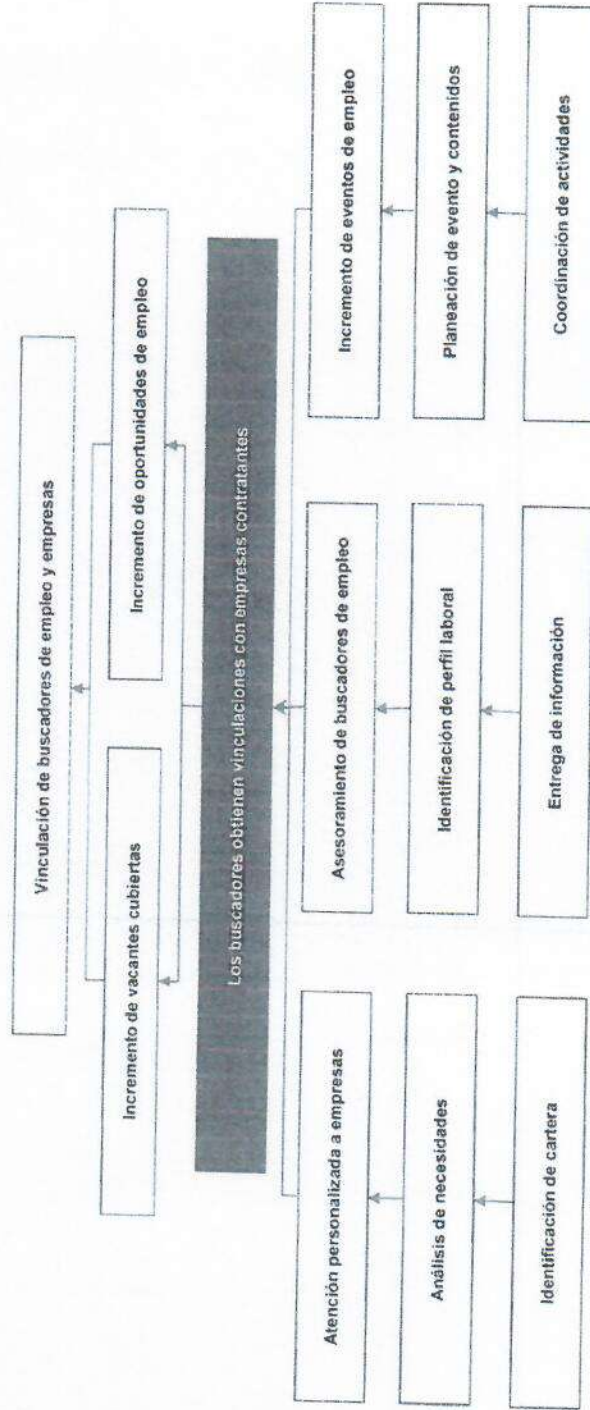 Vinculación de buscadores de empleo y empresas
Incremento de vacantes cubiertas
Incremento de oportunidades de empleo
Los buscadores obtienen vinculaciones con empresas contratantes
Atención personalizada a empresas
Asesoramiento de buscadores de empleo
Incremento de eventos de empleo
Análisis de necesidades
Identificación de perfil laboral
Planeación de evento y contenidos
Identificación de cartera
Entrega de información
Coordinación de actividades